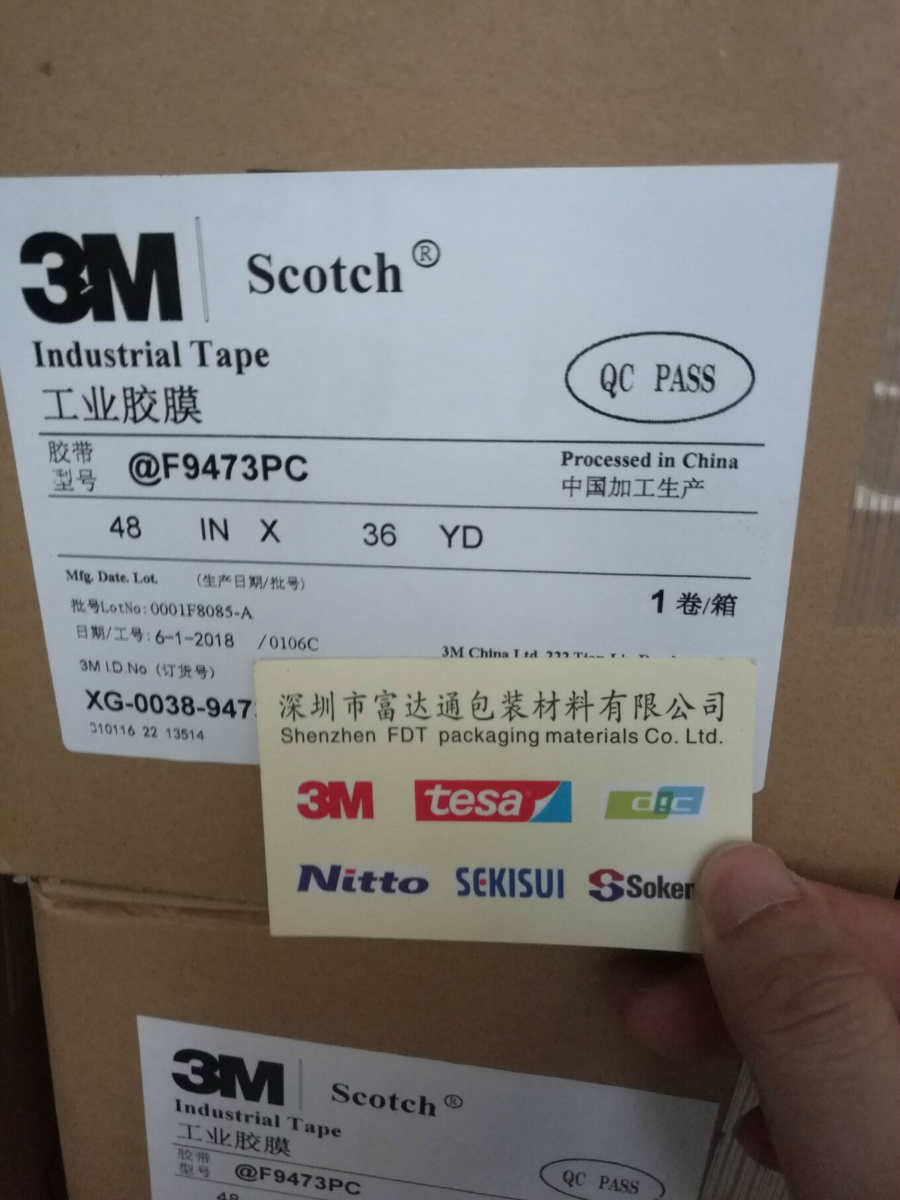 3M Scotch®
Industrial Tape
工业胶膜
QC PASS
胶带
型号
@F9473PC
Processed in China
中国加工生产
48 IN X 36 YD
Mfg. Date. Lot. (生产日期/批号)
批号LotNo:0001F8085-A
1 卷/箱
日期/工号:6-1-2018 /0106C
3M China Ltd. 222
3M I.D.No (订货号)
XG-0038-947
310116 22 13514
深圳市富达通包装材料有限公司
Shenzhen FDT packaging materials Co. Ltd.
3M tesa dic
Nitto SEKISUI Soken
3M Scotch®
Industrial Tape
工业胶膜
胶带
型号
@F9473PC
QC PASS
48